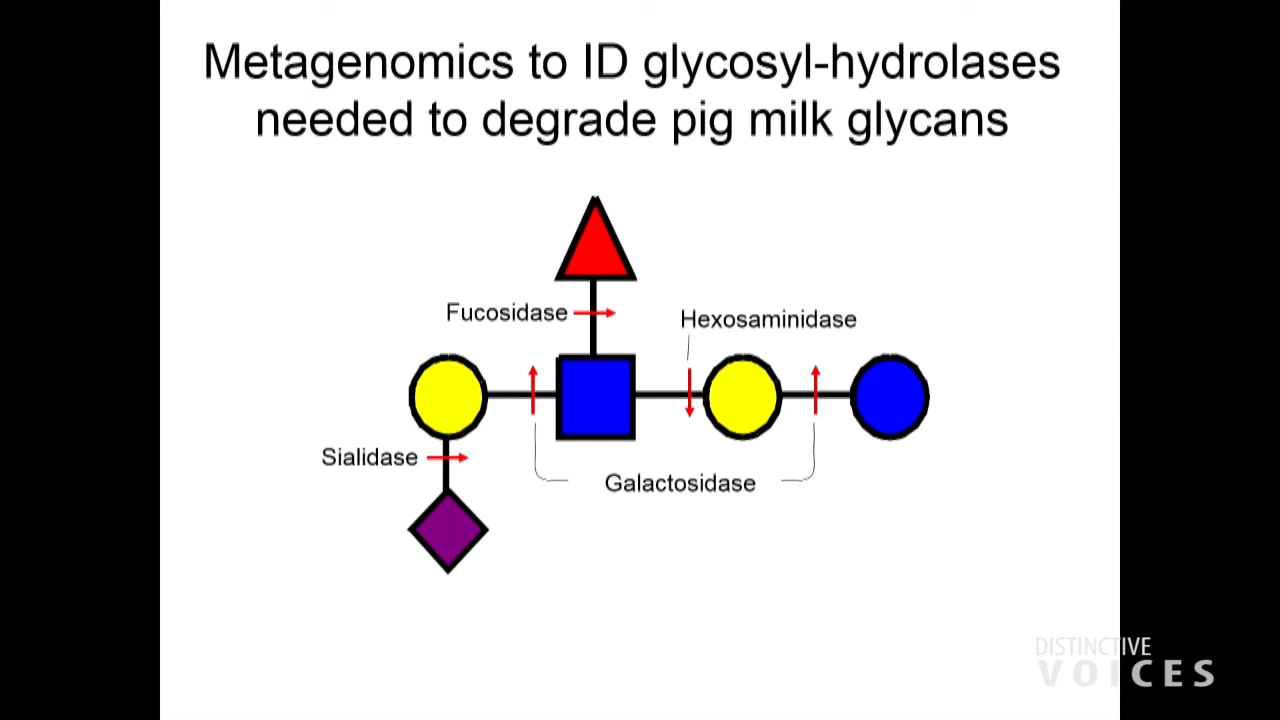 Metagenomics to ID glycosyl-hydrolases
needed to degrade pig milk glycans
Fucosidase
Hexosaminidase
Sialidase
Galactosidase
DISTINCTIVE
VOICES